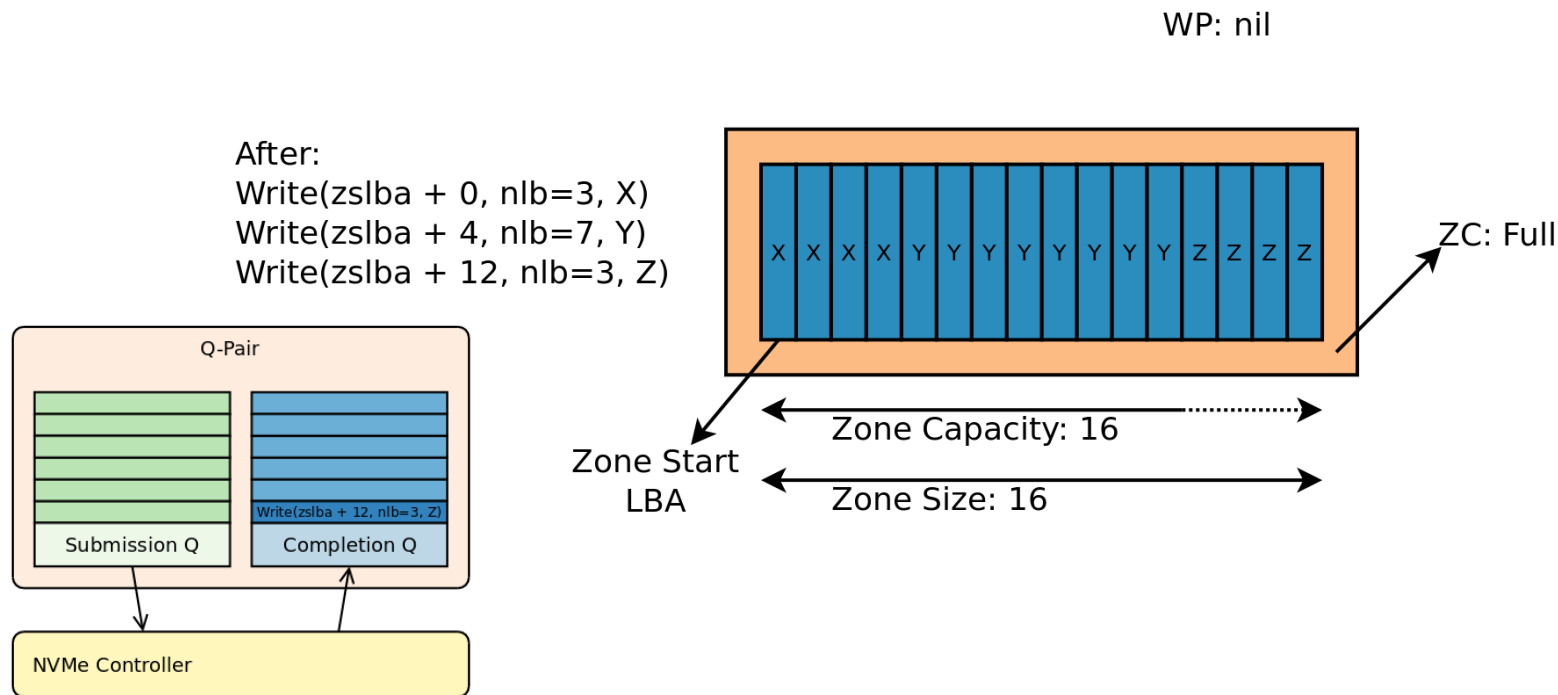 WP: nil
After:
Write(zslba + 0, nlb=3, X)
Write(zslba + 4, nlb=7, Y)
Write(zslba + 12, nlb=3, Z)
X X X X Y Y Y Y Y Y Y Y Z Z Z Z
ZC: Full
Zone Capacity: 16
Zone Start
LBA
Zone Size: 16
Q-Pair
Write(zslba + 12, nlb=3, Z)
Submission Q
Completion Q
NVMe Controller